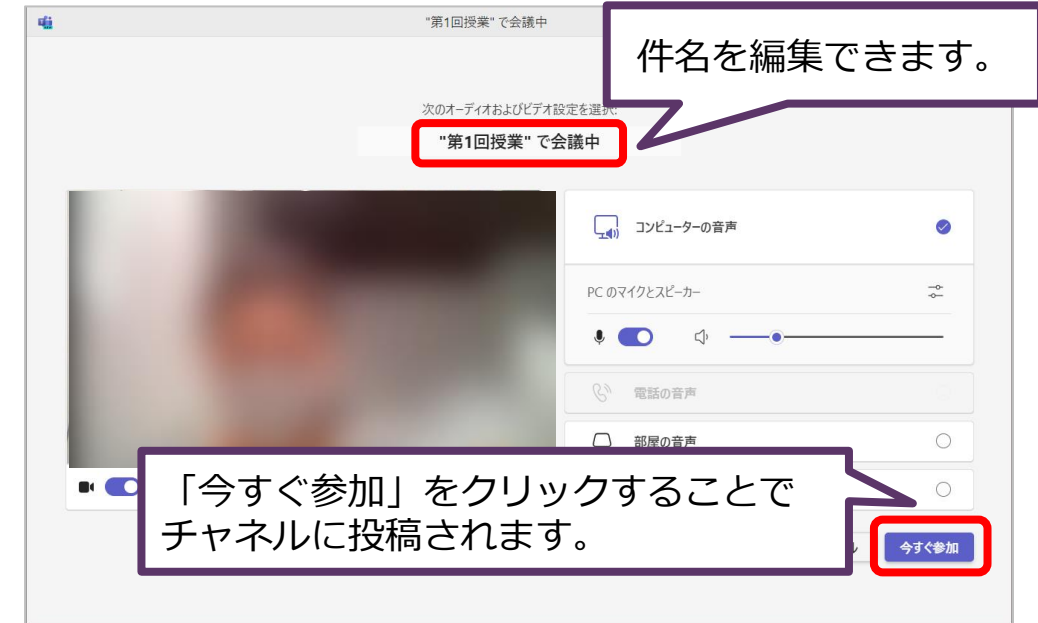 "第1回授業" で会議中
件名を編集できます。
次のオーディオおよびビデオ設定を選択:
"第1回授業" で会議中
コンピューターの音声
PC のマイクとスピーカー
電話の音声
部屋の音声
「今すぐ参加」をクリックすることで
チャネルに投稿されます。
今すぐ参加